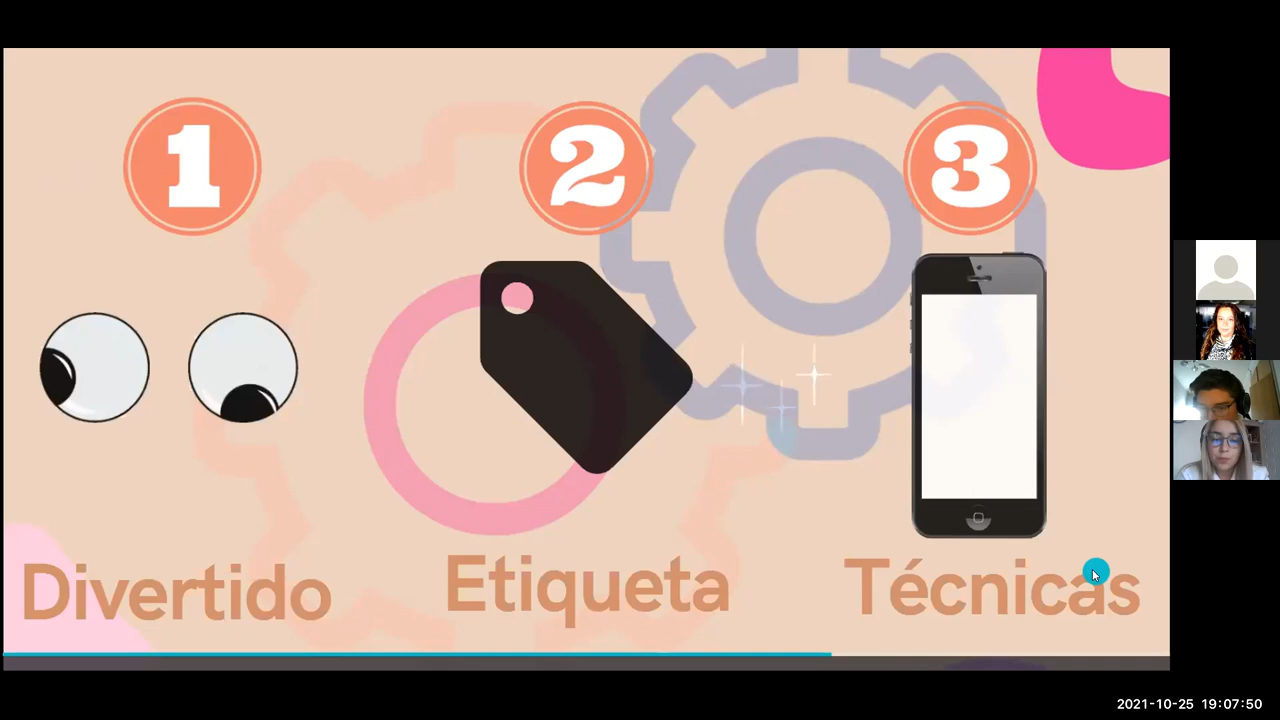 1
2
3
Divertido
Etiqueta
Técnicas
2021-10-25 19:07:50